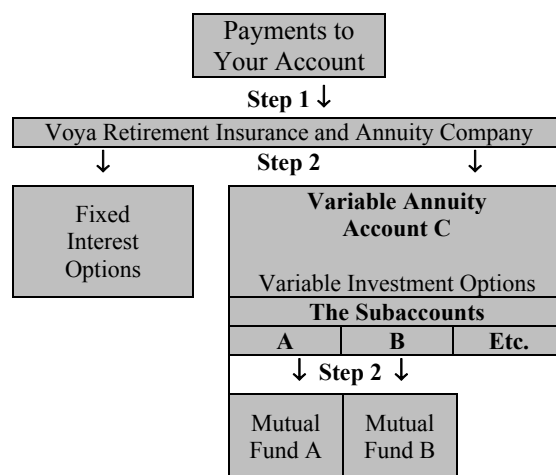 Payments to
Your Account
Step 1 ↓
Voya Retirement Insurance and Annuity Company
↓ Step 2 ↓
Fixed
Interest
Options
Variable Annuity
Account C
Variable Investment Options
The Subaccounts
A B Etc.
↓ Step 2 ↓
Mutual
Fund A
Mutual
Fund B